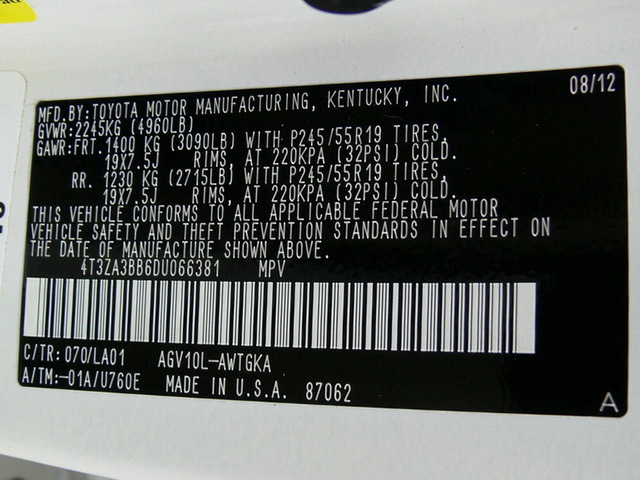 MFD.BY:TOYOTA MOTOR MANUFACTURING, KENTUCKY, INC. 08/12
GVWR:2245KG (4960LB)
GAWR:FRT.1400 KG (3090LB) WITH P245/55R19 TIRES,
19X7.5J RIMS, AT 220KPA (32PSI) COLD.
RR. 1230 KG (2715LB) WITH P245/55R19 TIRES,
19X7.5J RIMS, AT 220KPA (32PSI) COLD.
THIS VEHICLE CONFORMS TO ALL APPLICABLE FEDERAL MOTOR
VEHICLE SAFETY AND THEFT PREVENTION STANDARDS IN EFFECT ON
THE DATE OF MANUFACTURE SHOWN ABOVE.
4T3ZA3BB6DU066381 MPV
C/TR: 070/LA01 AGV10L-AWTGKA
A/TM:-01A/U760E MADE IN U.S.A. 87062 A